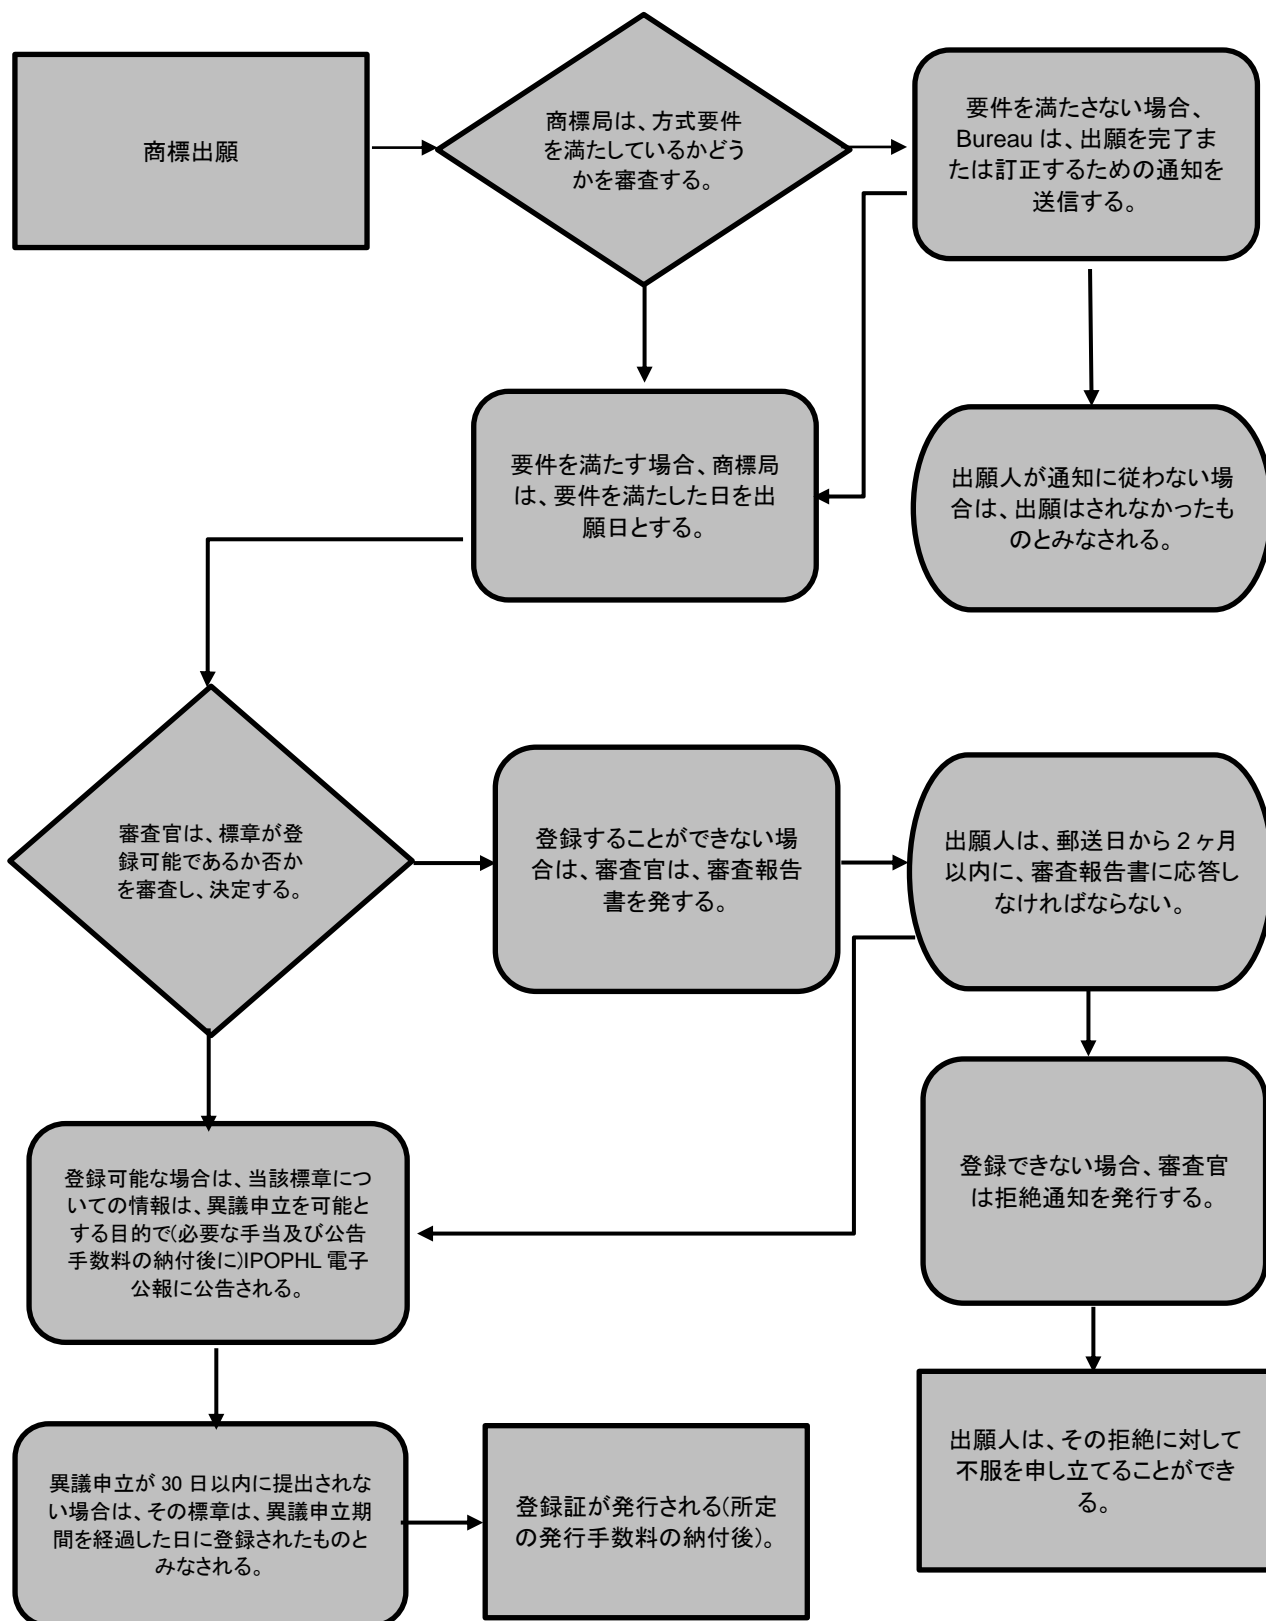 商標出願
商標局は、方式要件
を満たしているかどう
かを審査する。
要件を満たさない場合、
Bureau は、出願を完了ま
たは訂正するための通知を
送信する。
要件を満たす場合、商標局
は、要件を満たした日を出
願日とする。
出願人が通知に従わない場
合は、出願はされなかったも
のとみなされる。
審査官は、標章が登
録可能であるか否か
を審査し、決定する。
登録することができない場
合は、審査官は、審査報告
書を発する。
出願人は、郵送日から 2 ヶ月
以内に、審査報告書に応答し
なければならない。
登録可能な場合は、当該標章につ
いての情報は、異議申立を可能と
する目的で(必要な手当及び公告
手数料の納付後に)IPOPHL 電子
公報に公告される。
登録できない場合、審査官
は拒絶通知を発行する。
異議申立が 30 日以内に提出されな
い場合は、その標章は、異議申立期
間を経過した日に登録されたものと
みなされる。
登録証が発行される(所定
の発行手数料の納付後)。
出願人は、その拒絶に対して
不服を申し立てることができ
る。